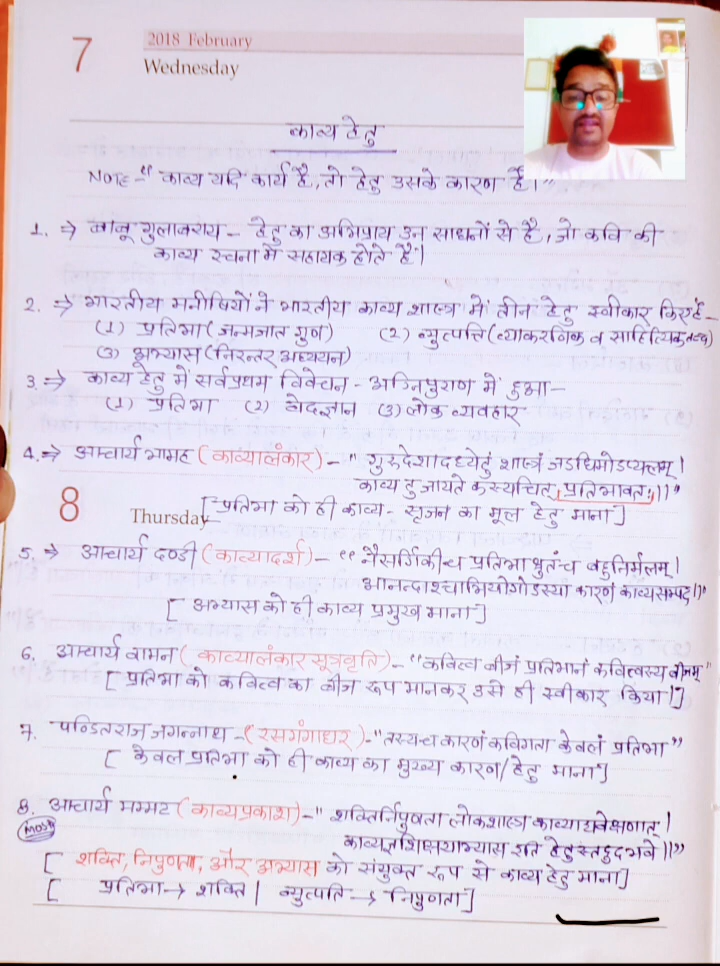 7
2018 February
Wednesday
काव्य हेतु
NOTE-" काव्य यदि कार्य है, तो हेतु उसके कारण हैं।"
1. ⇒ बाबू गुलाबराय – हेतु का अभिप्राय उन साधनों से है, जो कवि की
काव्य रचना में सहायक होते हैं।
2. ⇒ भारतीय मनीषियों ने भारतीय काव्य शास्त्र में तीन हेतु स्वीकार किए हैं-
(1) प्रतिभा (जन्मजात गुण) (2) व्युत्पत्ति (व्याकरणिक व साहित्यिक
(3) अभ्यास (निरन्तर अध्ययन)
3. ⇒ काव्य हेतु में सर्वप्रथम विवेचन - अग्निपुराण में हुआ—
(1) प्रतिभा (2) वेदज्ञान (3) लोक व्यवहार
4. ⇒ आचार्य भामह (काव्यालंकार) –" गुरुदेशादध्येतुं शास्त्रं जडधियोऽप्यलम्।
काव्य तु जायते कस्यचित् प्रतिभावतः।।"
8
Thursday
[प्रतिभा को ही काव्य - सृजन का मूल हेतु माना]
5. ⇒ आचार्य दण्डी (काव्यादर्श) – "नैसर्गिकी च प्रतिभा श्रुतंच बहुनिर्मलम्।
आनन्दाश्चाभियोगोऽस्या कारणं काव्यसम्पद।)"
[ अभ्यास को ही काव्य प्रमुख माना]
6. आचार्य वामन ( काव्यालंकार सूत्रवृति) – "कवित्व बीजं प्रतिभानं कवित्वस्य बीजम्"
[ प्रतिभा को कवित्व का बीज रूप मानकर उसे ही स्वीकार किया।]
7. पण्डितराज जगन्नाथ -(रसगंगाधर)-"तस्य च कारणं कविगता केवलं प्रतिभा"
[ केवल प्रतिभा को ही काव्य का मुख्य कारण/हेतु माना]
8. आचार्य मम्मट (काव्यप्रकाश) –" शक्तिर्निपुणता लोकशास्त्र काव्याद्यवेक्षणात्।
MOST
काव्यज्ञशिक्षयाभ्यास इति हेतुस्तदुदभवे।।"
[ शक्ति, निपुणता, और अभ्यास को संयुक्त रूप से काव्य हेतु माना]
[ प्रतिभा → शक्ति | व्युत्पति → निपुणता]